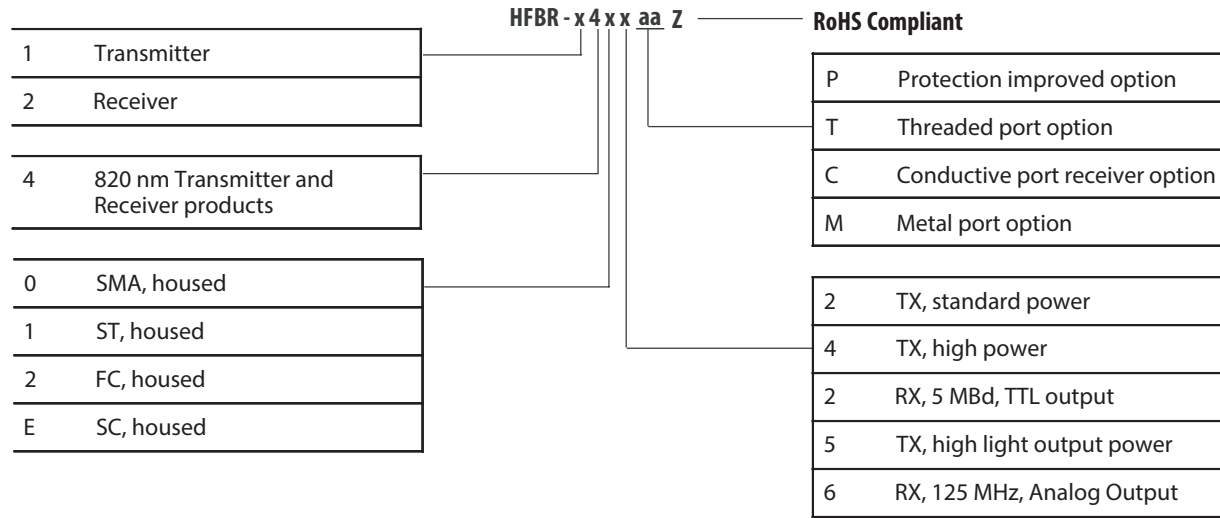 HFBR - x 4 x x aa Z
RoHS Compliant
1 Transmitter
2 Receiver
4 820 nm Transmitter and
Receiver products
0 SMA, housed
1 ST, housed
2 FC, housed
E SC, housed
P Protection improved option
T Threaded port option
C Conductive port receiver option
M Metal port option
2 TX, standard power
4 TX, high power
2 RX, 5 MBd, TTL output
5 TX, high light output power
6 RX, 125 MHz, Analog Output